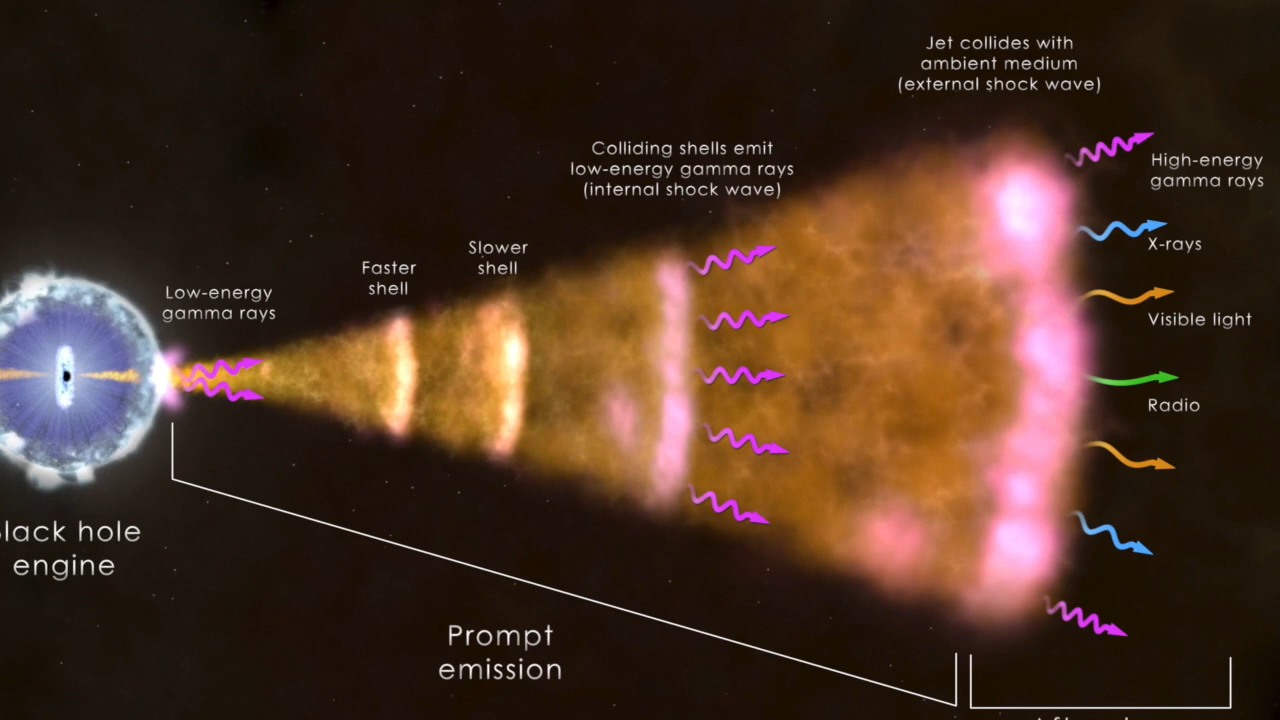 Jet collides with
ambient medium
(external shock wave)
Colliding shells emit
low-energy gamma rays
(internal shock wave)
High-energy
gamma rays
X-rays
Slower
shell
Faster
shell
Low-energy
gamma rays
Visible light
Radio
Black hole
engine
Prompt
emission